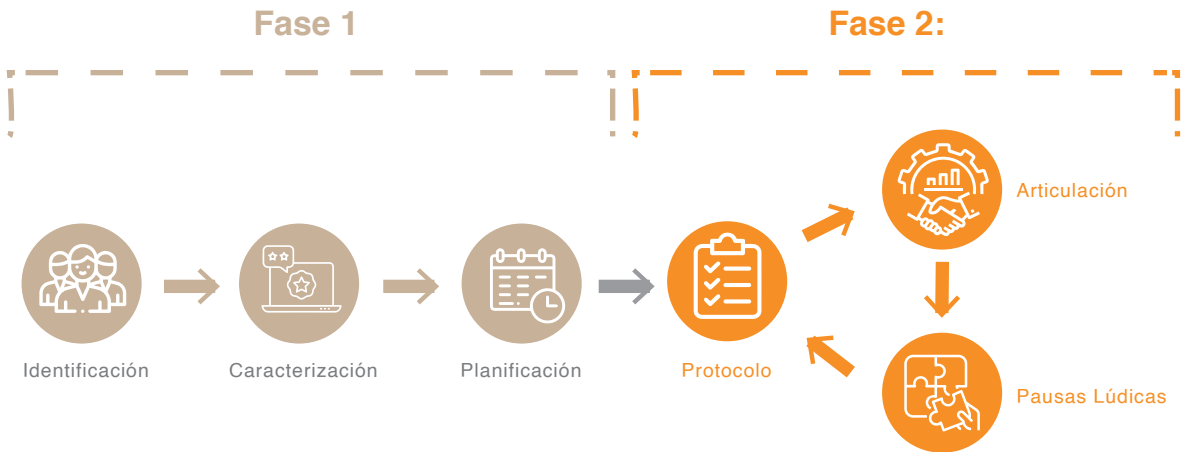 Fase 1
Fase 2:
Identificación
Caracterización
Planificación
Protocolo
Articulación
Pausas Lúdicas